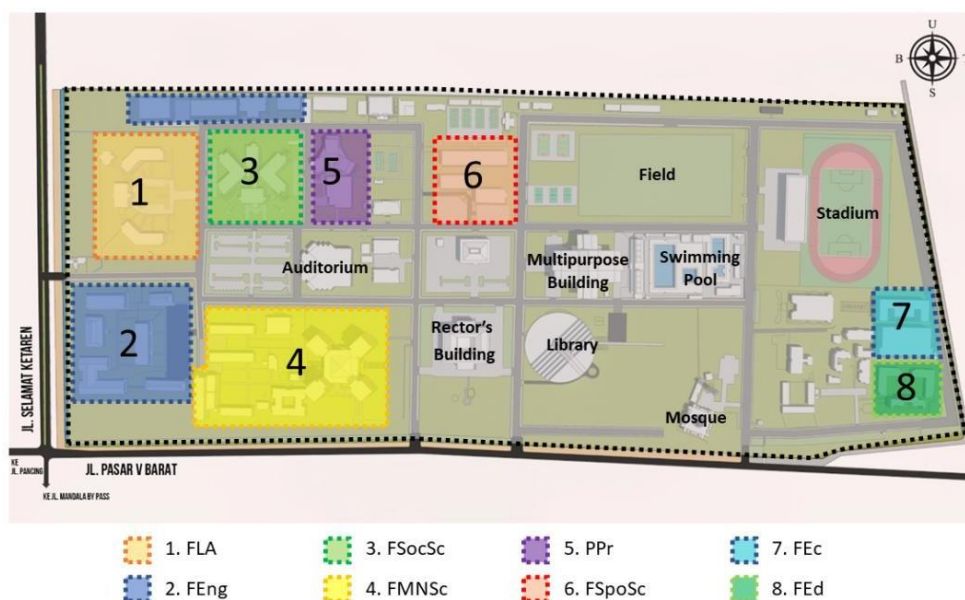 U
B
T
S
1
3
5
6
Field
Stadium
Auditorium
Multipurpose
Building
Swimming
Pool
2
4
Rector's
Building
Library
7
8
Mosque
JL. SELAMAT KETAREN
KE
JL. PANCING
JL. PASAR V BARAT
KE JL. MANDALA BY PASS
1. FLA
3. FSocSc
5. PPr
7. FEc
2. FEng
4. FMNSc
6. FSpoSc
8. FEd